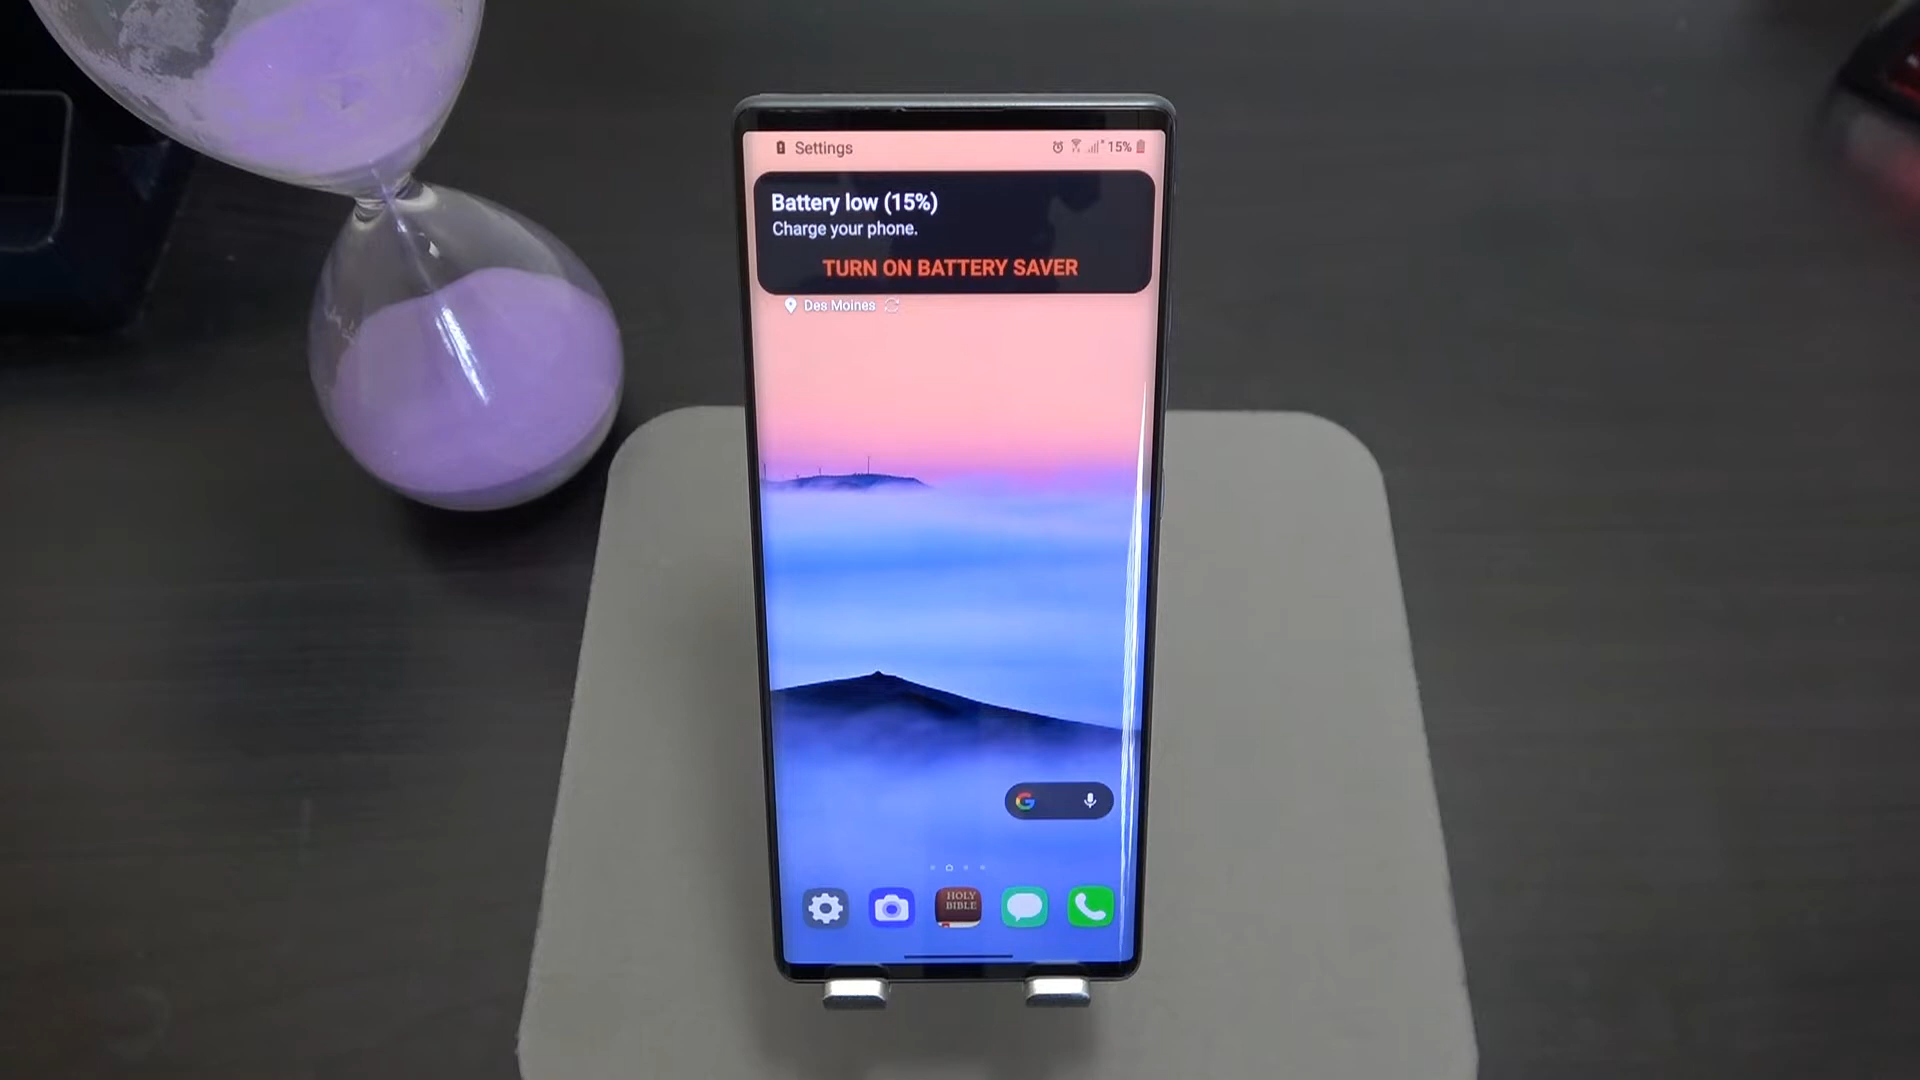 Settings
15%
Battery low (15%)
Charge your phone.
TURN ON BATTERY SAVER
Des Moines
G
HOLY
BIBLE